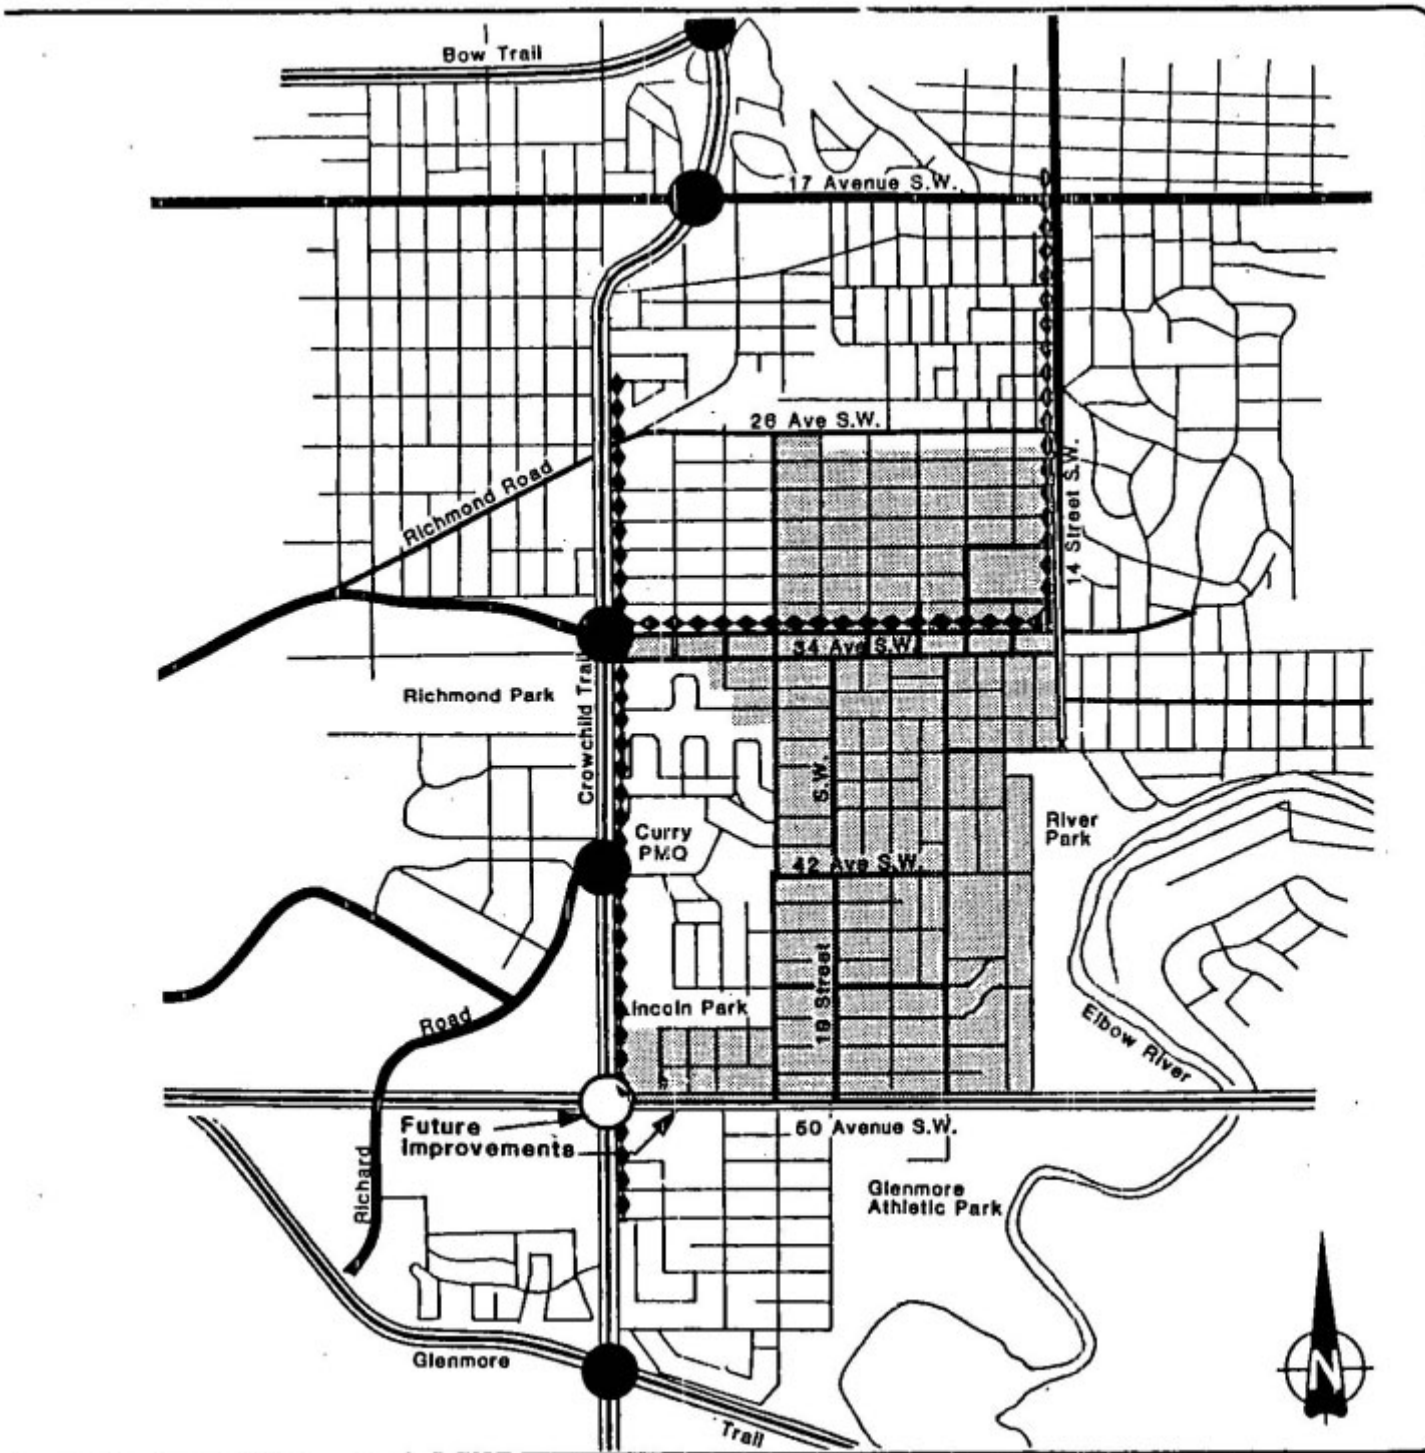 Bow Trail
17 Avenue S.W.
26 Ave S.W.
Richmond Road
14 Street S.W.
34 Ave S.W.
Richmond Park
Crowchild Trail
S.W.
River
Park
Curry
PMQ
42 Ave S.W.
19 Street
Lincoln Park
Road
Elbow River
Future
Improvements
50 Avenue S.W.
Richard
Glenmore
Athletic Park
Glenmore
Trail
N